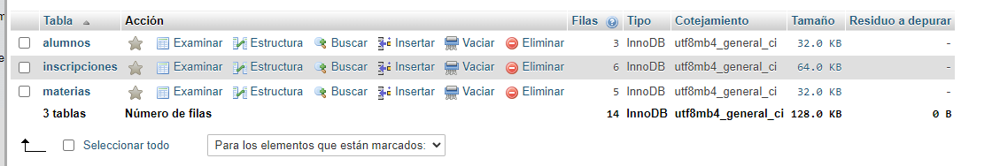 Tabla Acción Filas Tipo Cotejamiento Tamaño Residuo a depurar
alumnos Examinar Estructura Buscar Insertar Vaciar Eliminar 3 InnoDB utf8mb4_general_ci 32.0 KB -
inscripciones Examinar Estructura Buscar Insertar Vaciar Eliminar 6 InnoDB utf8mb4_general_ci 64.0 KB -
materias Examinar Estructura Buscar Insertar Vaciar Eliminar 5 InnoDB utf8mb4_general_ci 32.0 KB -
3 tablas Número de filas 14 InnoDB utf8mb4_general_ci 128.0 KB 0 B
Seleccionar todo Para los elementos que están marcados: